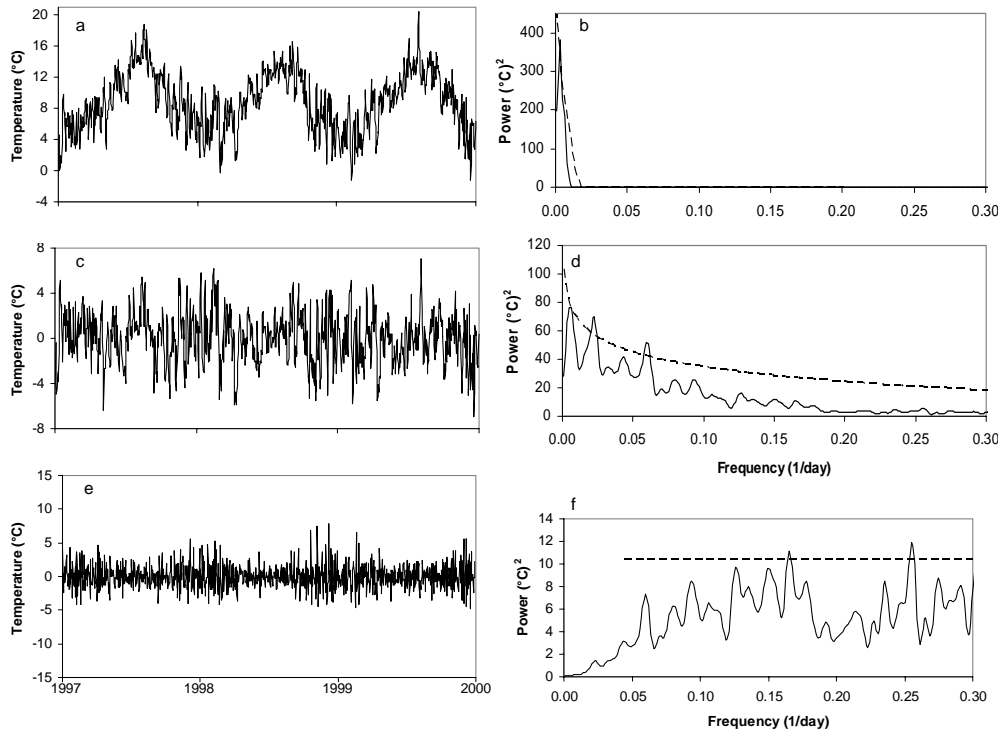 a
Temperature (°C)
20
16
12
8
4
0
-4
b
Power (°C)²
400
300
200
100
0
0.00 0.05 0.10 0.15 0.20 0.25 0.30
c
Temperature (°C)
8
4
0
-4
-8
d
Power (°C)²
120
100
80
60
40
20
0
0.00 0.05 0.10 0.15 0.20 0.25 0.30
Frequency (1/day)
e
Temperature (°C)
15
10
5
0
-5
-10
-15
1997 1998 1999 2000
f
Power (°C)²
14
12
10
8
6
4
2
0
0.00 0.05 0.10 0.15 0.20 0.25 0.30
Frequency (1/day)